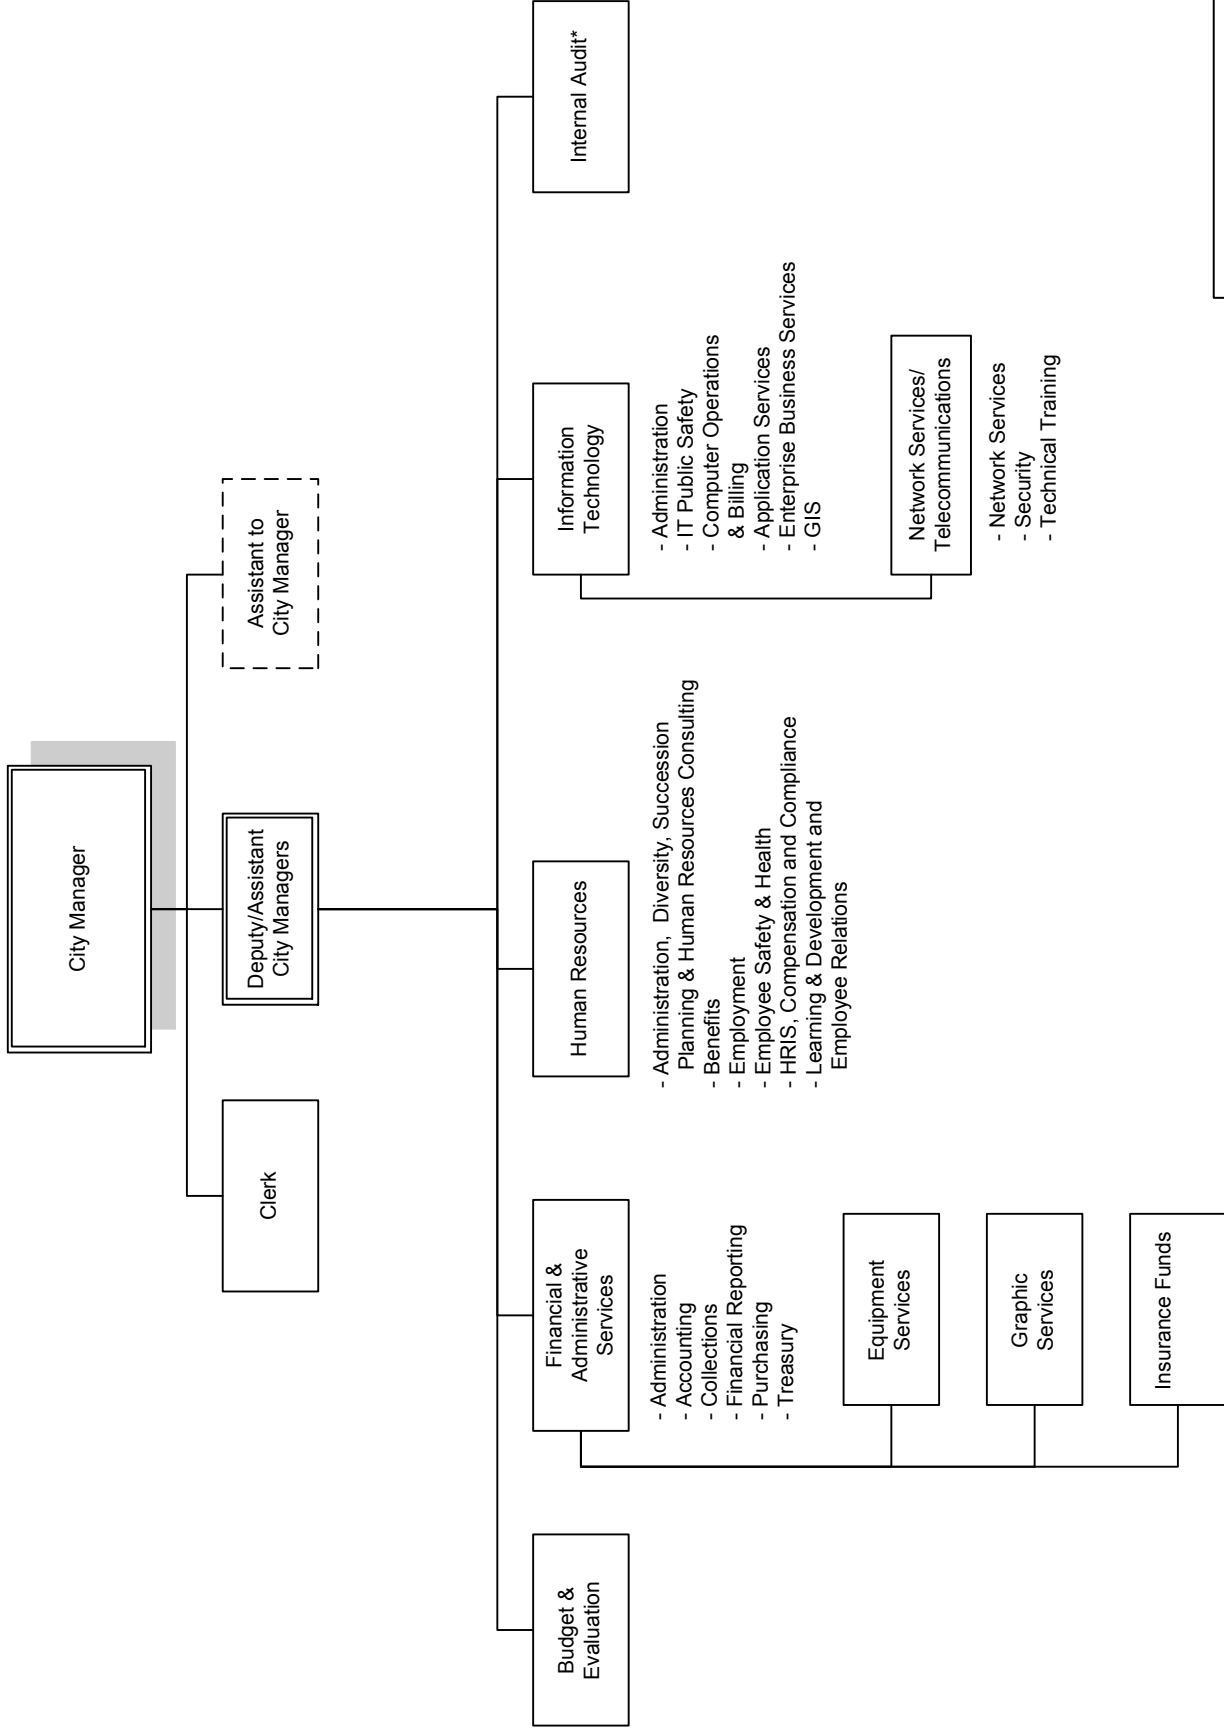 City Manager
Clerk
Deputy/Assistant
City Managers
Assistant to
City Manager
Budget &
Evaluation
Financial &
Administrative
Services
- Administration
- Accounting
- Collections
- Financial Reporting
- Purchasing
- Treasury
Equipment
Services
Graphic
Services
Insurance Funds
Human Resources
- Administration, Diversity, Succession
Planning & Human Resources Consulting
- Benefits
- Employment
- Employee Safety & Health
- HRIS, Compensation and Compliance
- Learning & Development and
Employee Relations
Information
Technology
- Administration
- IT Public Safety
- Computer Operations
& Billing
- Application Services
- Enterprise Business Services
- GIS
Network Services/
Telecommunications
- Network Services
- Security
- Technical Training
Internal Audit*